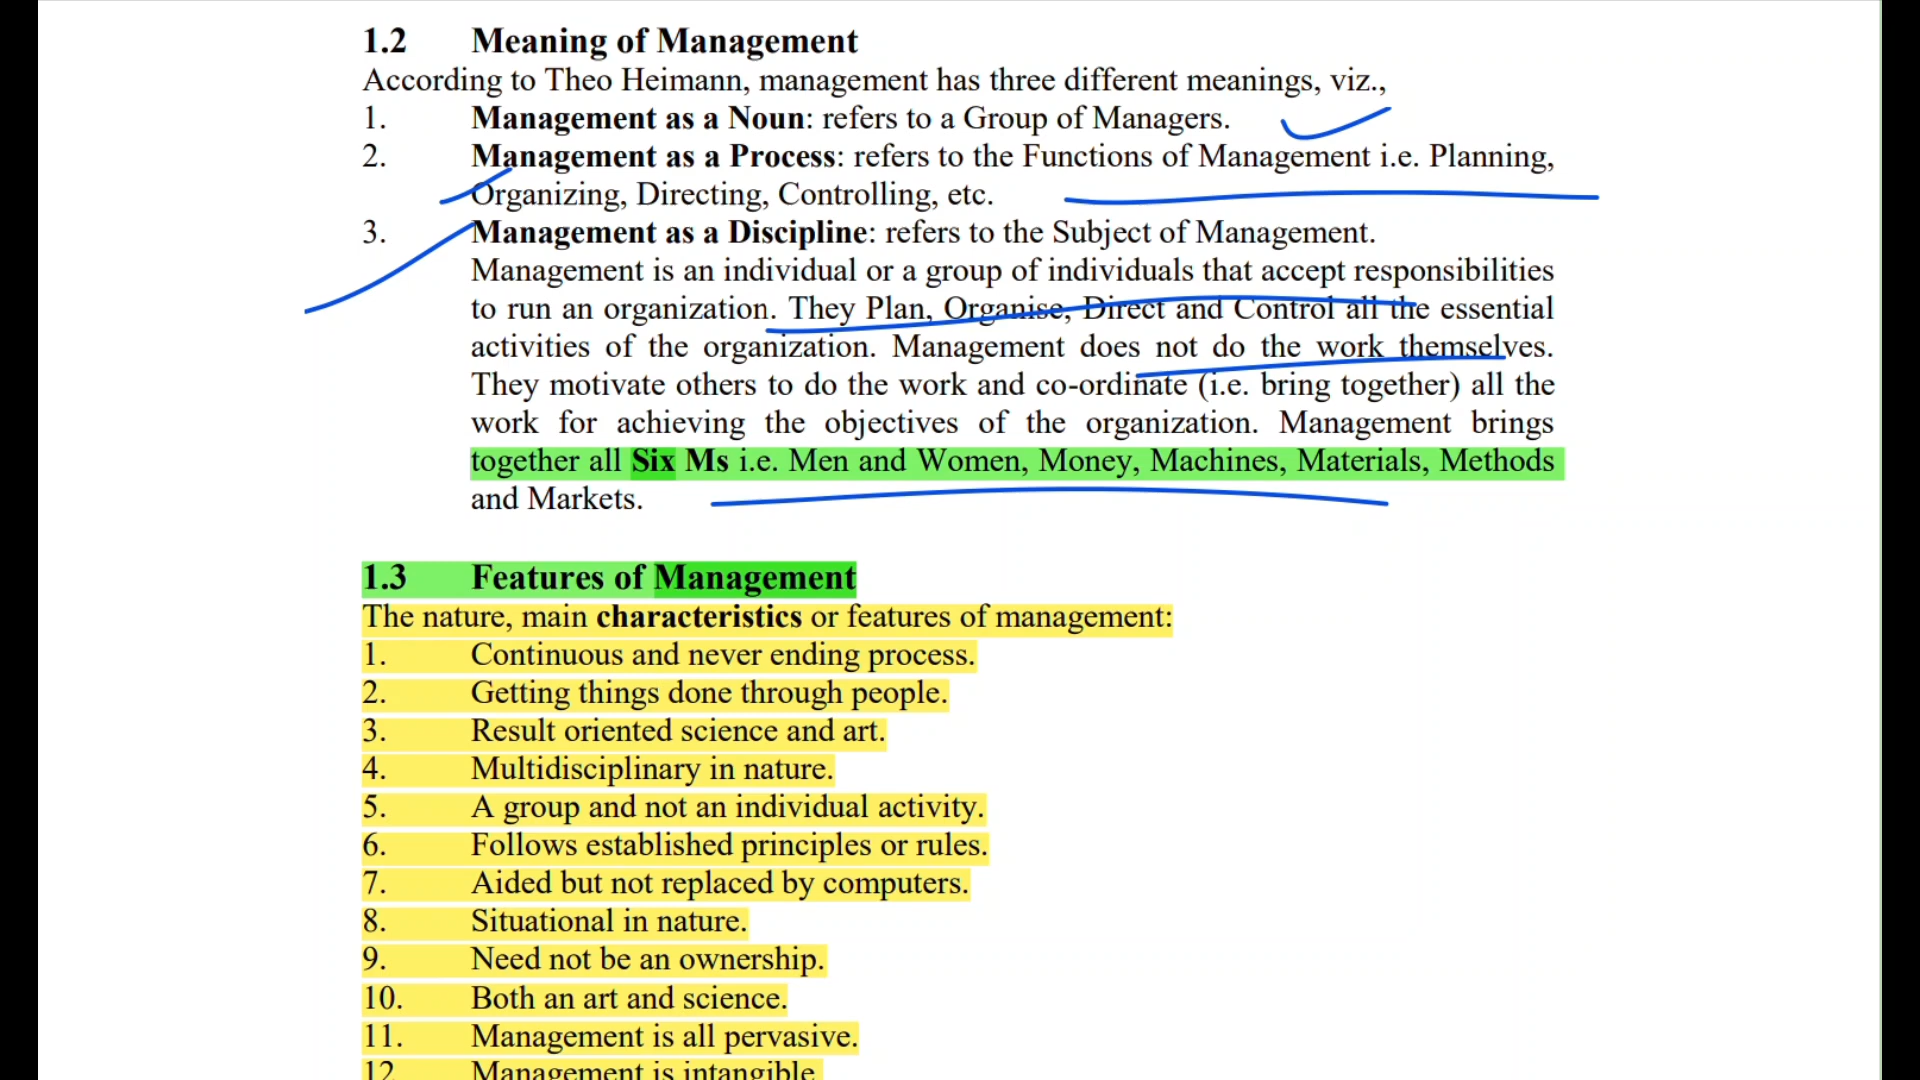 1.2 Meaning of Management
According to Theo Heimann, management has three different meanings, viz.,
1. Management as a Noun: refers to a Group of Managers.
2. Management as a Process: refers to the Functions of Management i.e. Planning,
Organizing, Directing, Controlling, etc.
3. Management as a Discipline: refers to the Subject of Management.
Management is an individual or a group of individuals that accept responsibilities
to run an organization. They Plan, Organise, Direct and Control all the essential
activities of the organization. Management does not do the work themselves.
They motivate others to do the work and co-ordinate (i.e. bring together) all the
work for achieving the objectives of the organization. Management brings
together all Six Ms i.e. Men and Women, Money, Machines, Materials, Methods
and Markets.
1.3 Features of Management
The nature, main characteristics or features of management:
1. Continuous and never ending process.
2. Getting things done through people.
3. Result oriented science and art.
4. Multidisciplinary in nature.
5. A group and not an individual activity.
6. Follows established principles or rules.
7. Aided but not replaced by computers.
8. Situational in nature.
9. Need not be an ownership.
10. Both an art and science.
11. Management is all pervasive.
12. Management is intangible.